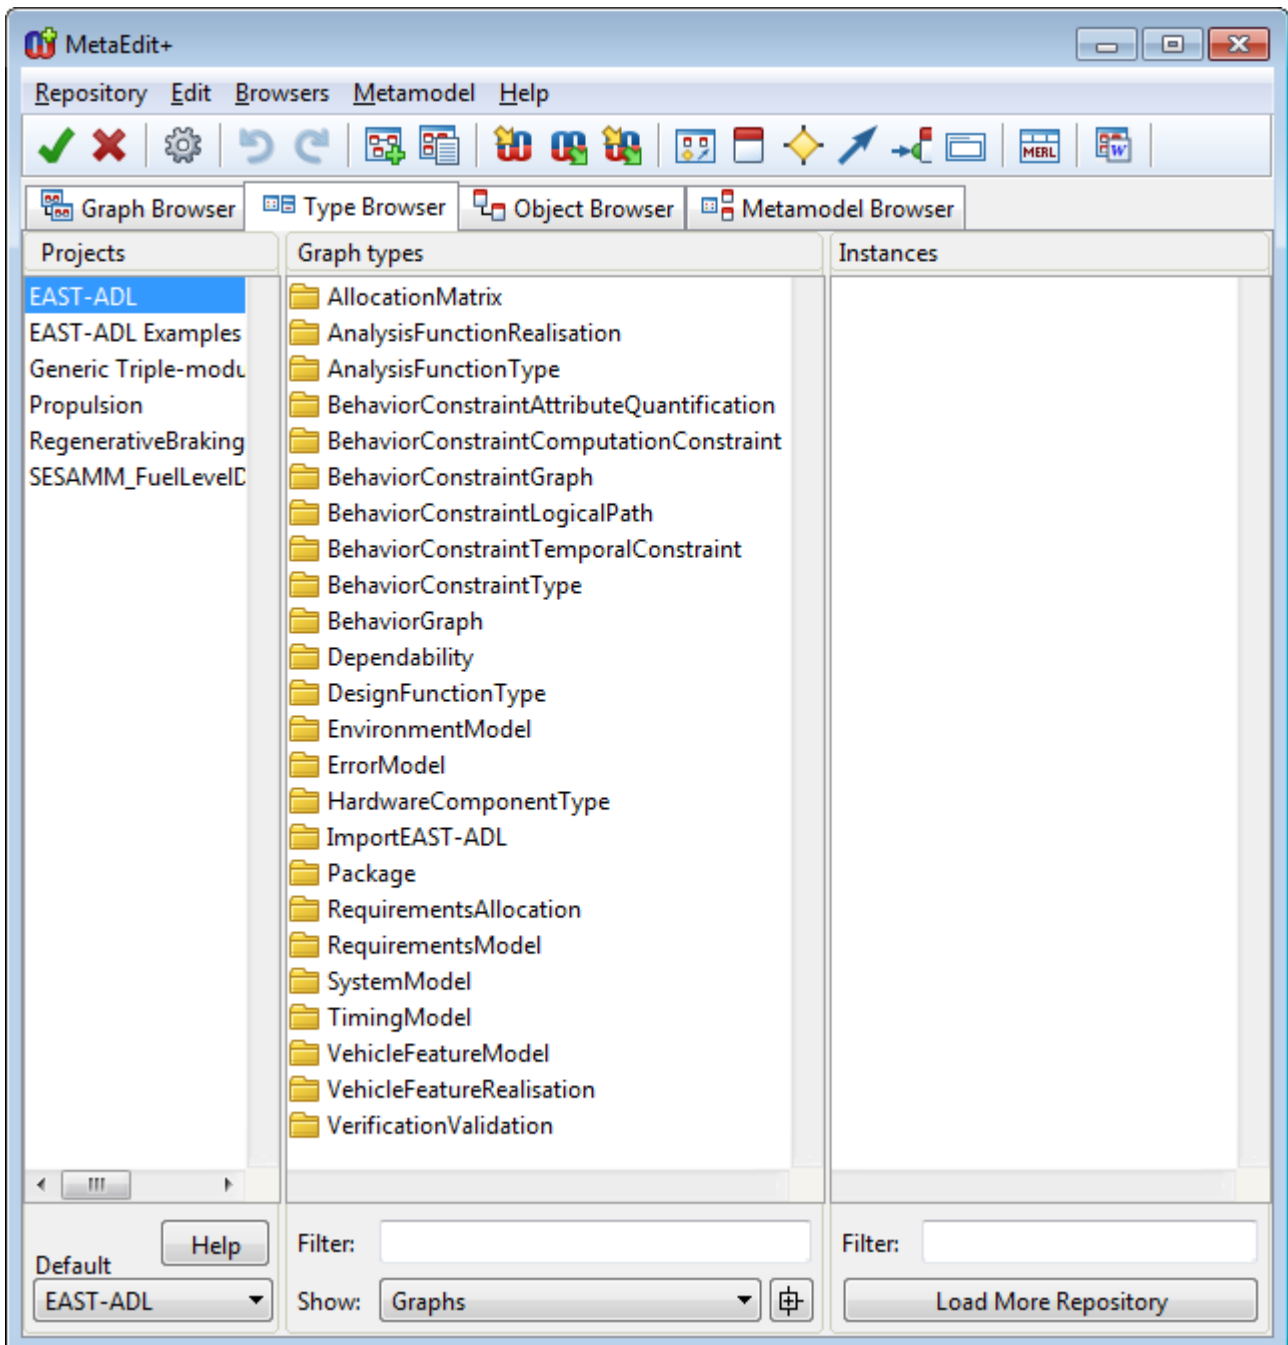 MetaEdit+
Repository Edit Browsers Metamodel Help
MERL W
Graph Browser Type Browser Object Browser Metamodel Browser
Projects Graph types Instances
EAST-ADL
EAST-ADL Examples
Generic Triple-modu
Propulsion
RegenerativeBraking
SESAMM_FuelLevelD
AllocationMatrix
AnalysisFunctionRealisation
AnalysisFunctionType
BehaviorConstraintAttributeQuantification
BehaviorConstraintComputationConstraint
BehaviorConstraintGraph
BehaviorConstraintLogicalPath
BehaviorConstraintTemporalConstraint
BehaviorConstraintType
BehaviorGraph
Dependability
DesignFunctionType
EnvironmentModel
ErrorModel
HardwareComponentType
ImportEAST-ADL
Package
RequirementsAllocation
RequirementsModel
SystemModel
TimingModel
VehicleFeatureModel
VehicleFeatureRealisation
VerificationValidation
Help
Default
EAST-ADL
Filter:
Show: Graphs
Filter:
Load More Repository